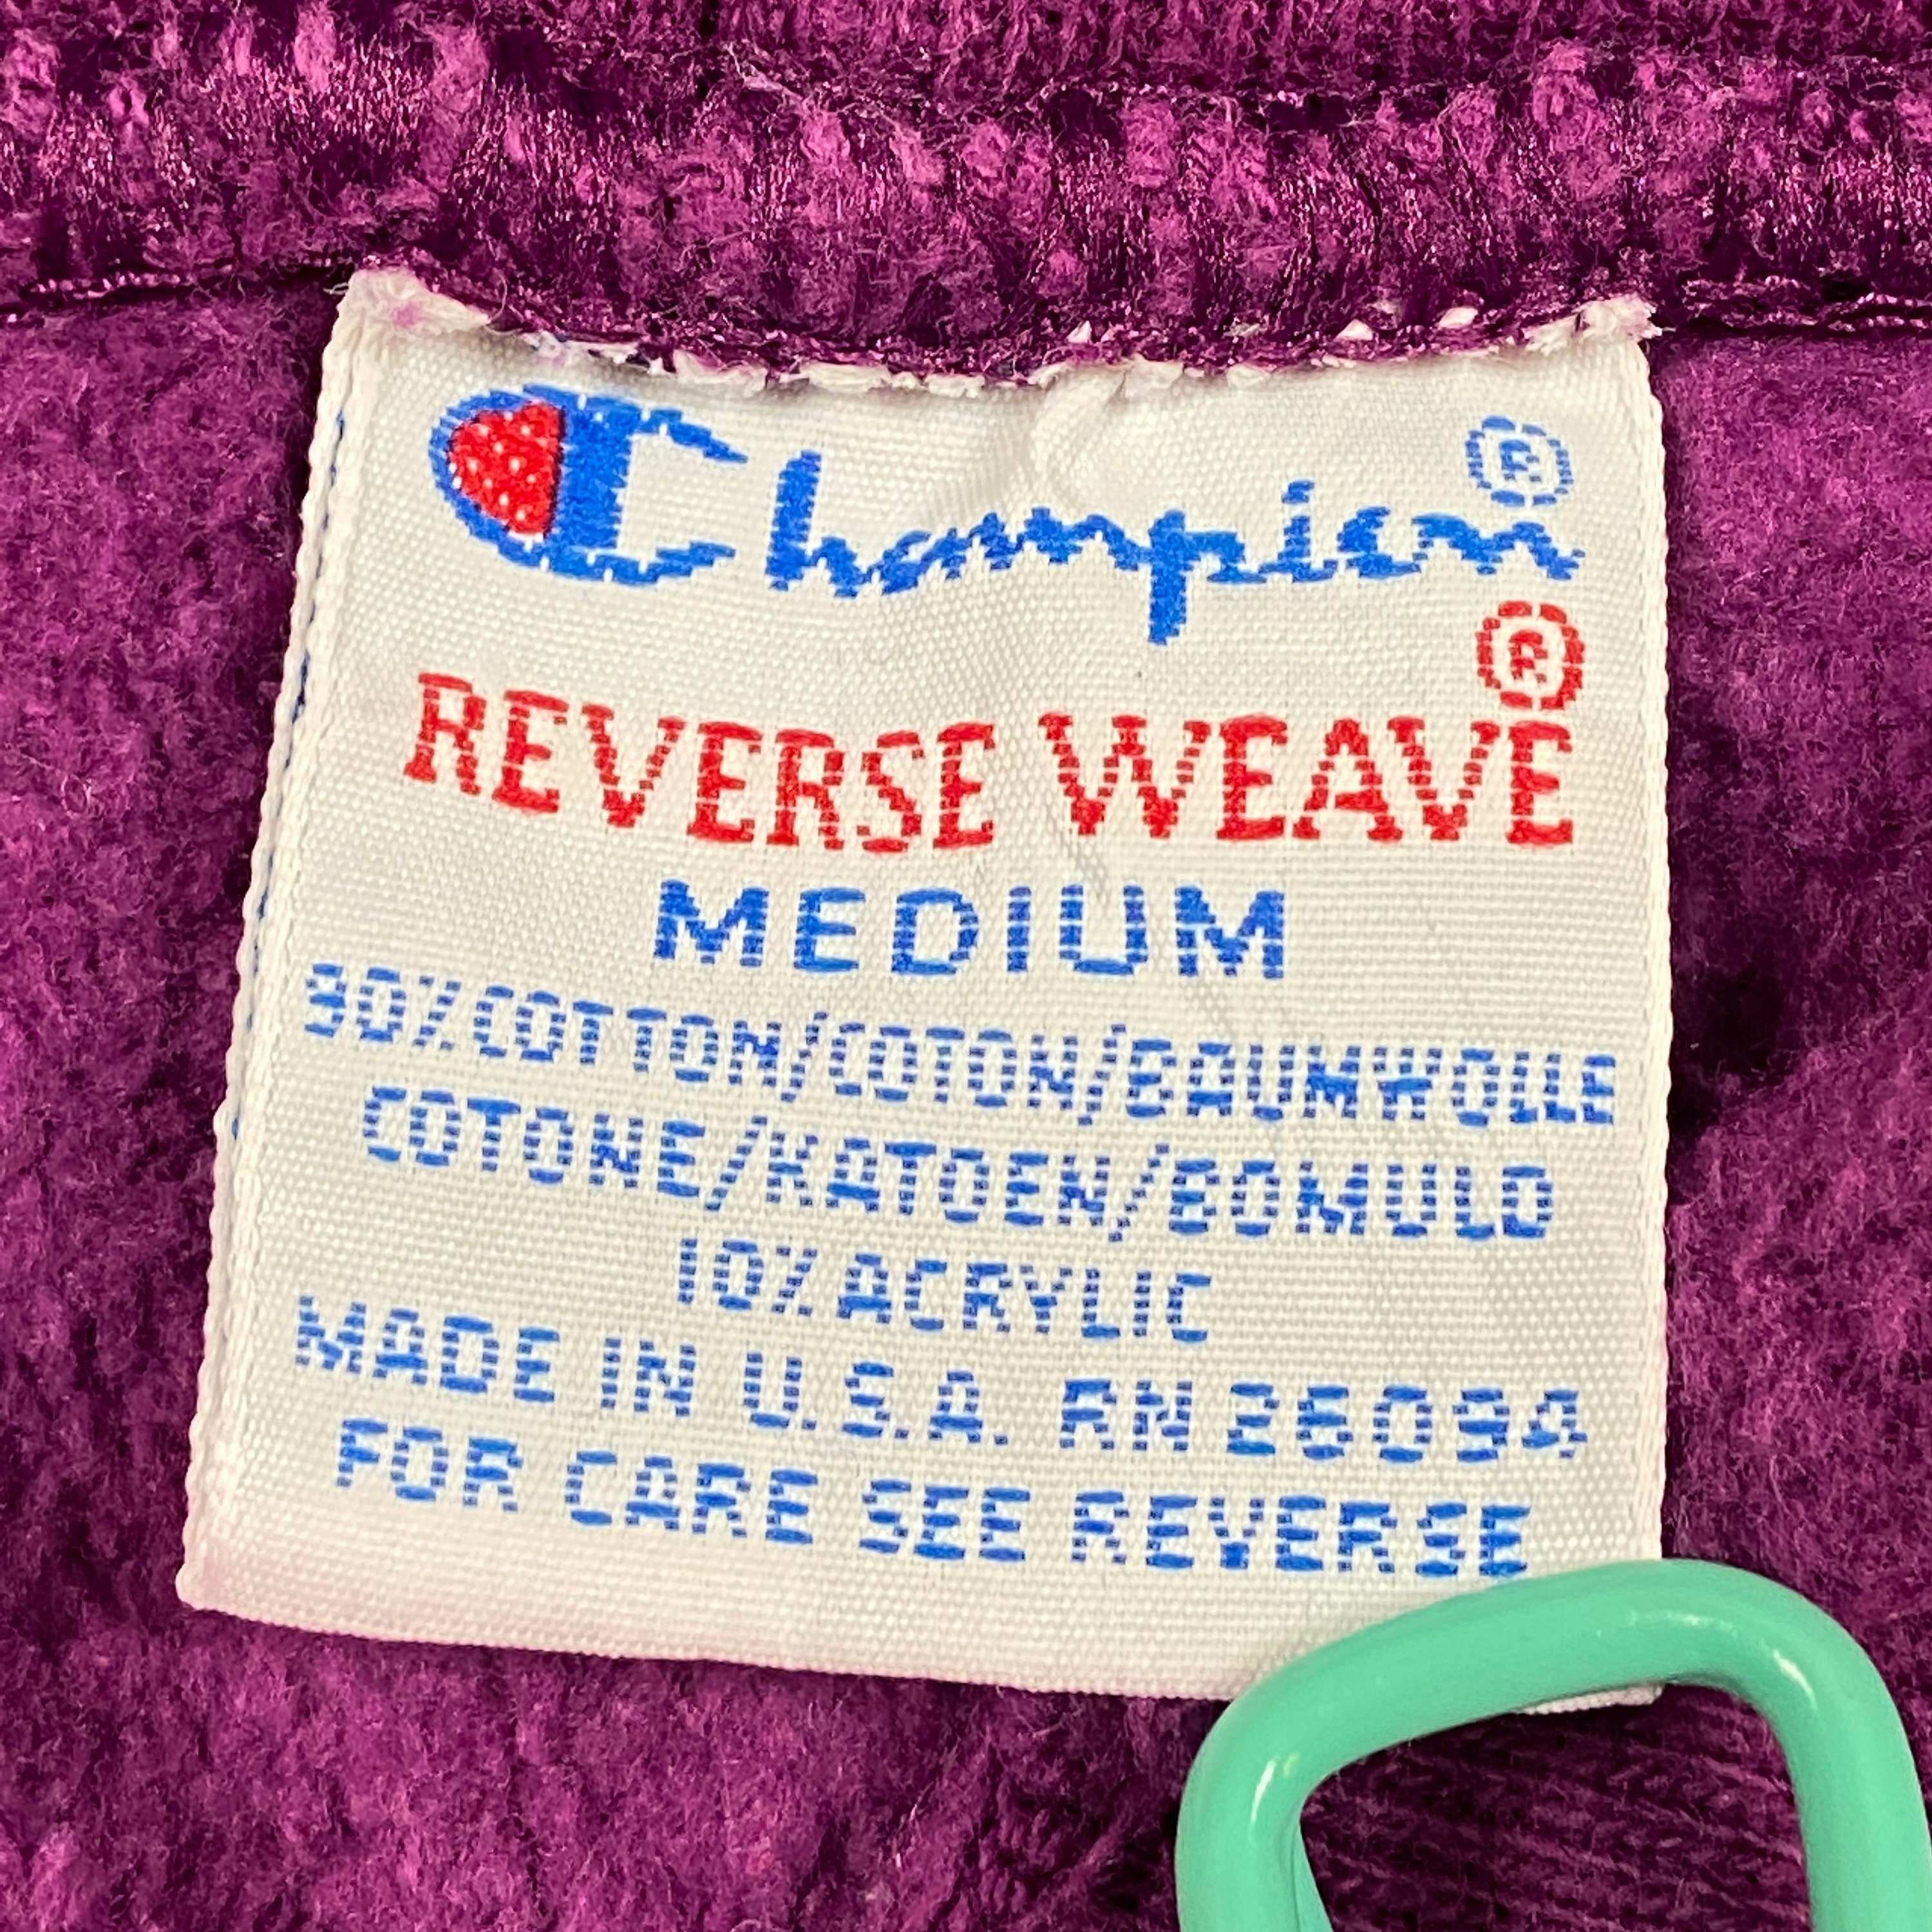 Champion®
REVERSE WEAVE®
MEDIUM
90% COTTON/COTON/BAUMWOLLE
COTONE/KATOEN/BOMULD
10% ACRYLIC
MADE IN U.S.A. RN 26094
FOR CARE SEE REVERSE